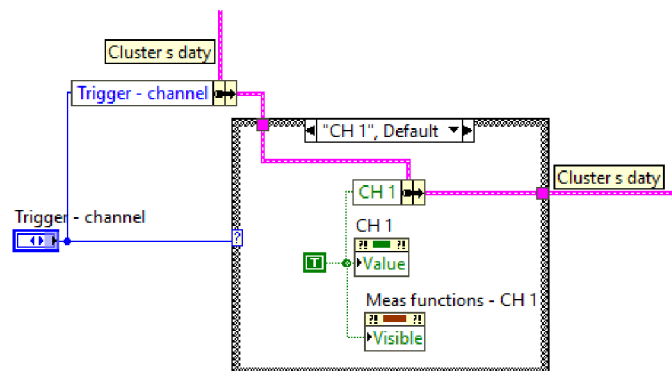 Cluster s daty
Trigger - channel
"CH 1", Default
Cluster s daty
CH 1
Trigger - channel
CH 1
?
?! ?!
T
Value
Meas functions - CH 1
?! ?!
Visible